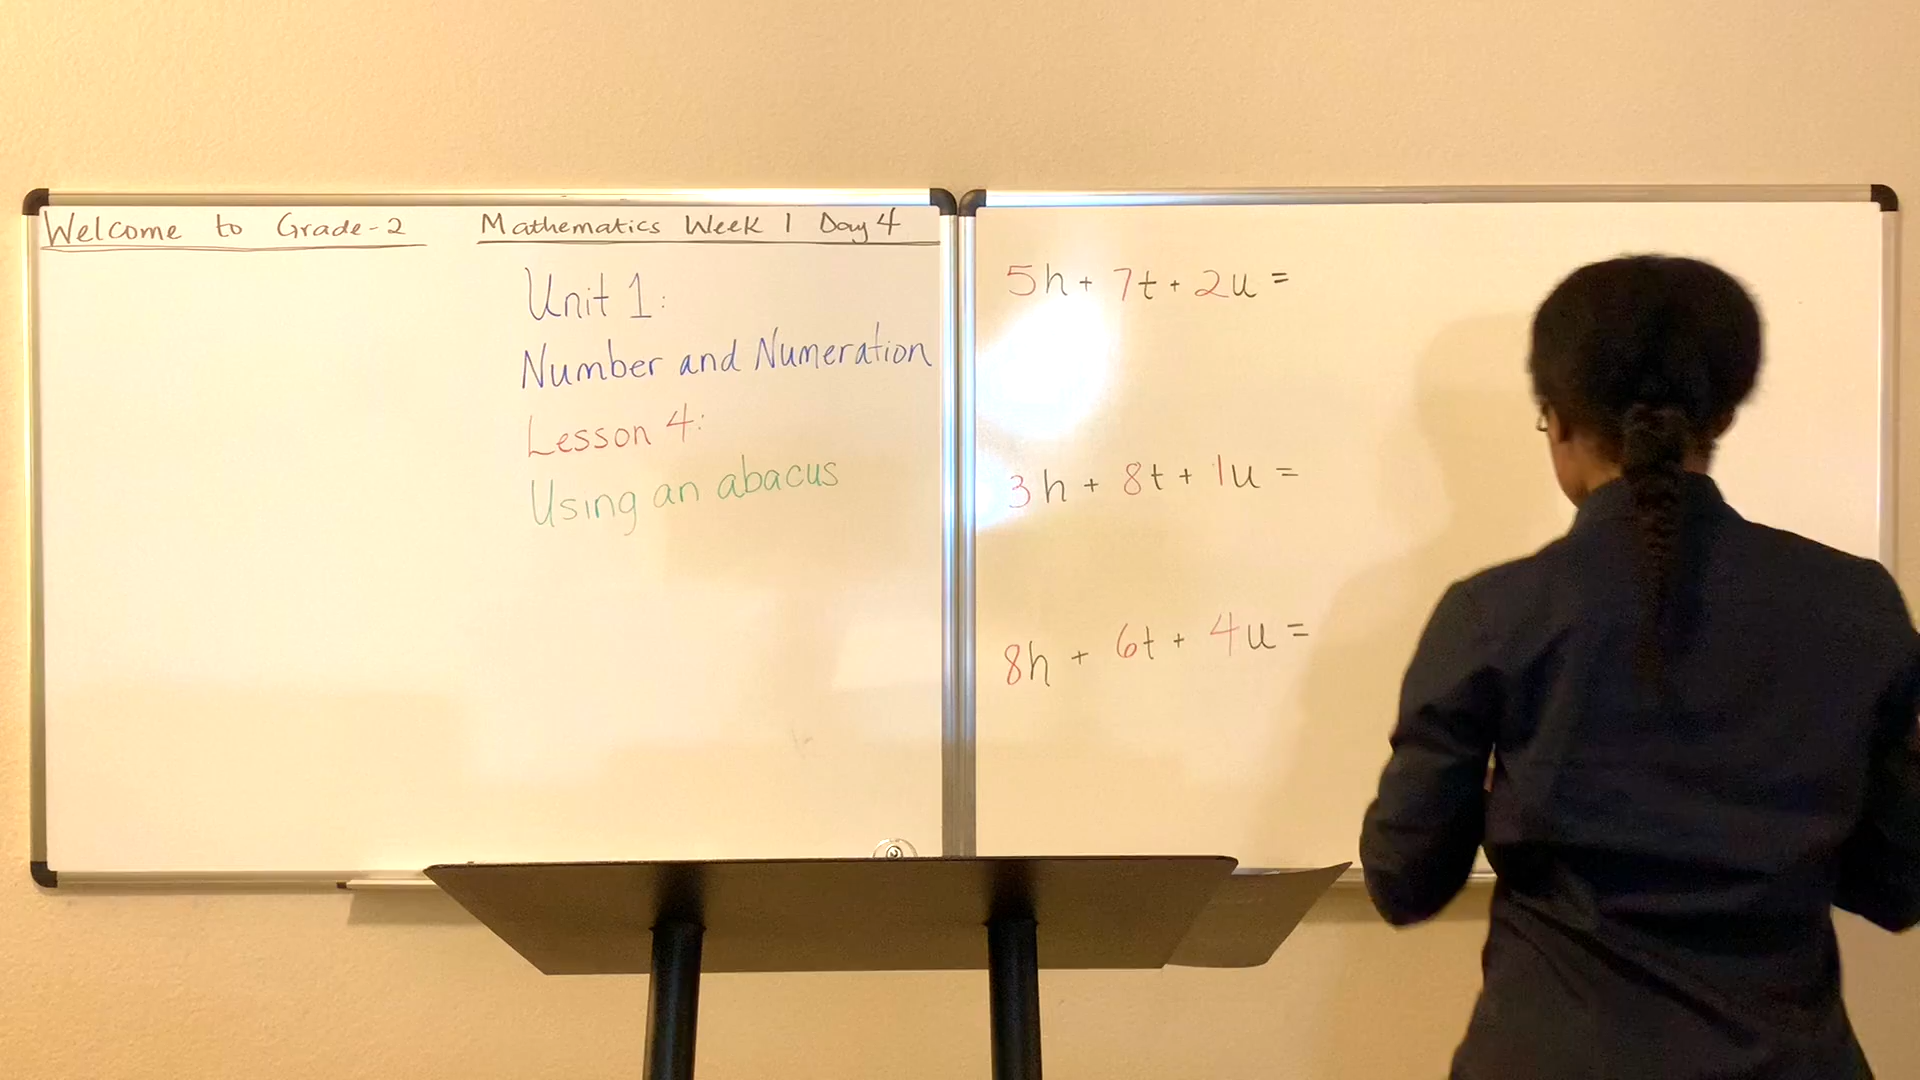 Welcome to Grade-2 Mathematics Week 1 Day 4
Unit 1:
Number and Numeration
Lesson 4:
Using an abacus
5h + 7t + 2u =
3h + 8t + 1u =
8h + 6t + 4u =